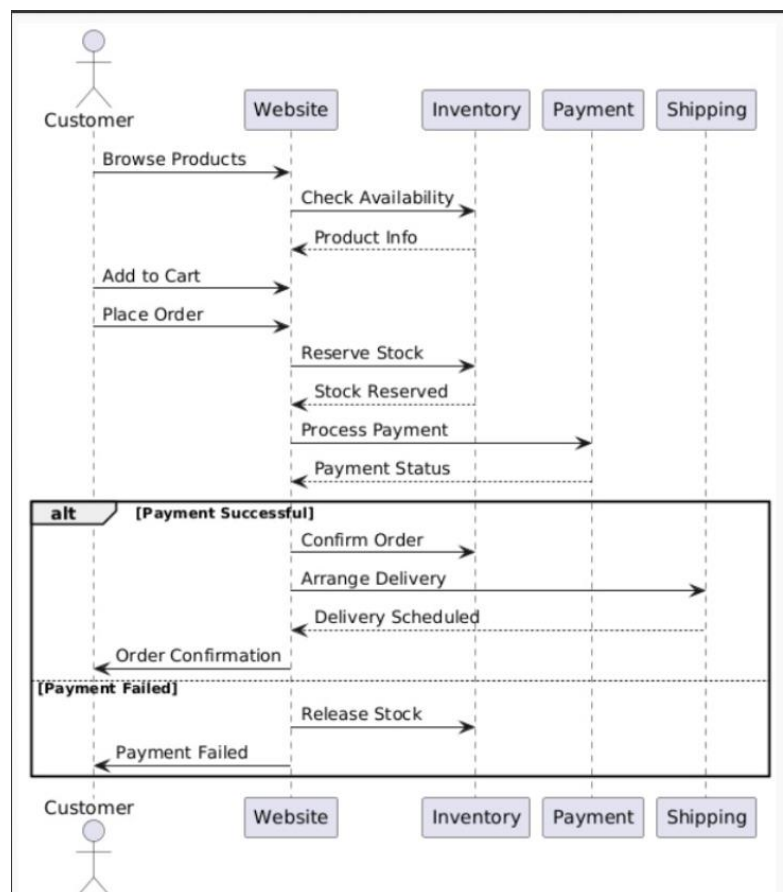 Customer
Website
Inventory
Payment
Shipping
Browse Products
Check Availability
Product Info
Add to Cart
Place Order
Reserve Stock
Stock Reserved
Process Payment
Payment Status
alt [Payment Successful]
Confirm Order
Arrange Delivery
Delivery Scheduled
Order Confirmation
[Payment Failed]
Release Stock
Payment Failed
Customer
Website
Inventory
Payment
Shipping